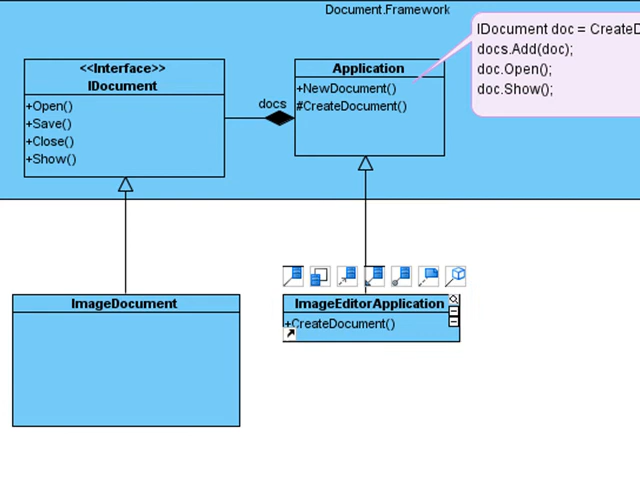 Document.Framework
<<Interface>>
IDocument
+Open()
+Save()
+Close()
+Show()
docs
Application
+NewDocument()
#CreateDocument()
IDocument doc = CreateD
docs.Add(doc);
doc.Open();
doc.Show();
ImageDocument
ImageEditorApplication
+CreateDocument()